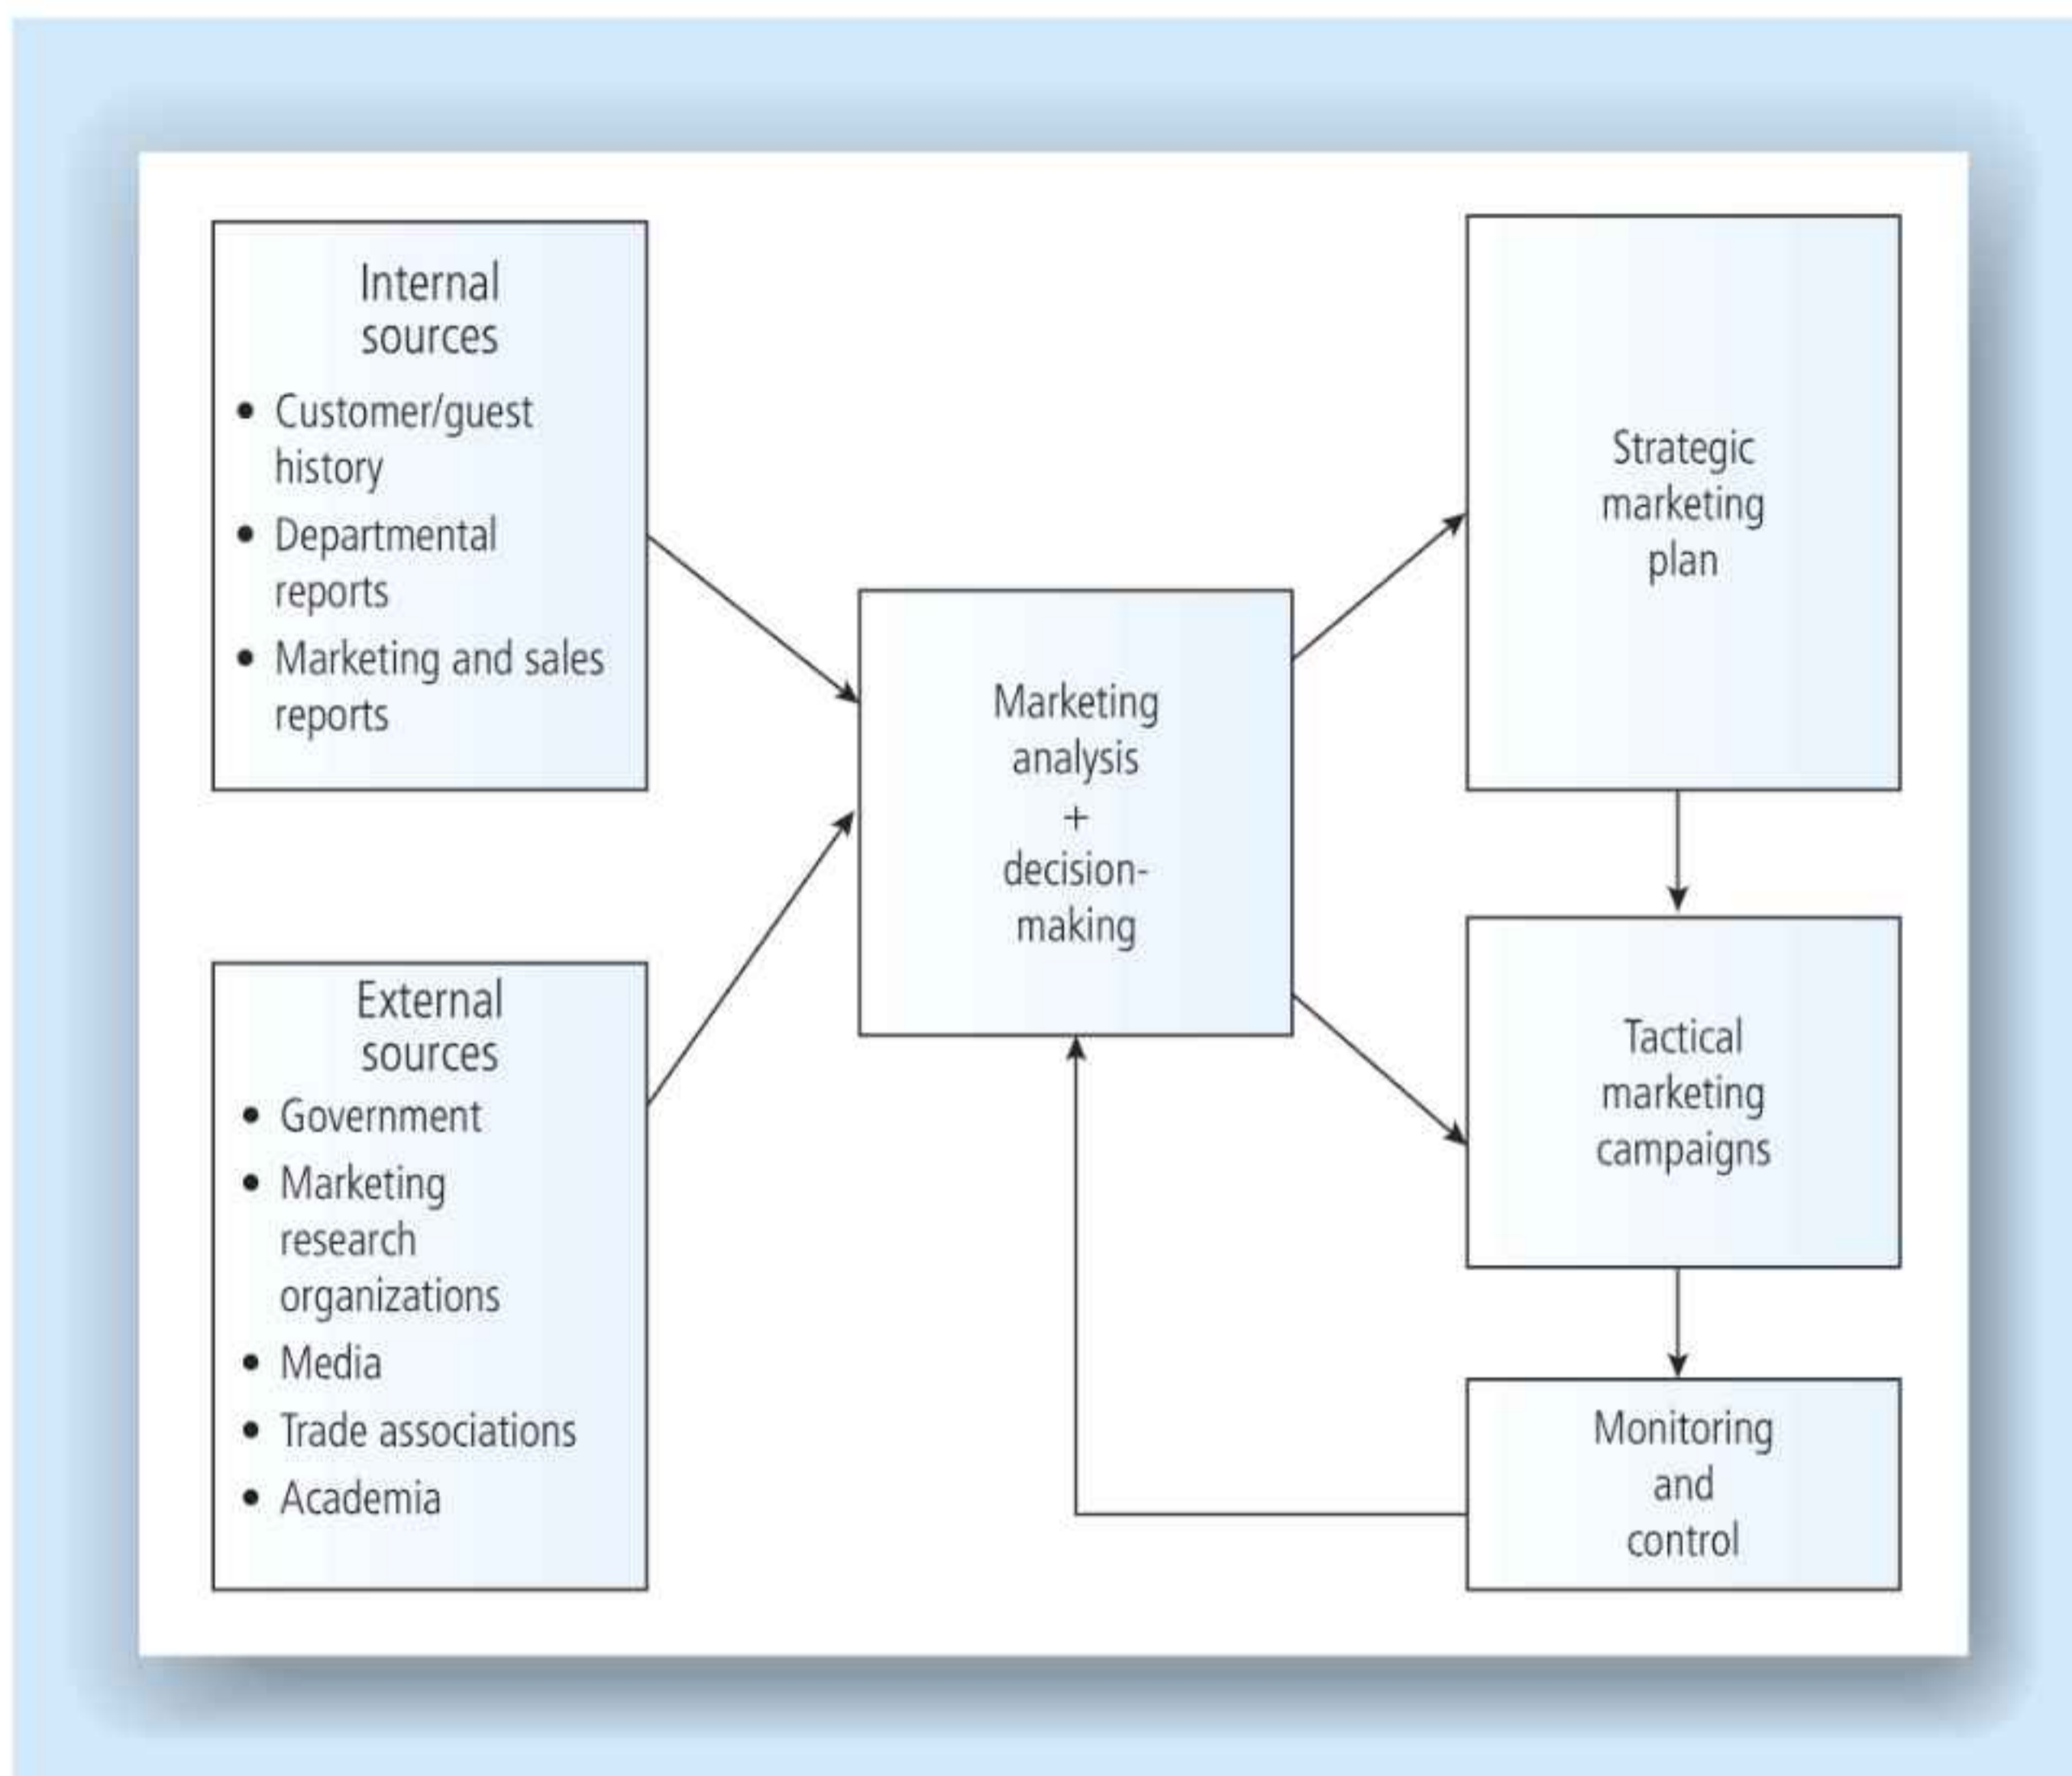 Internal
sources
• Customer/guest
history
• Departmental
reports
• Marketing and sales
reports
External
sources
• Government
• Marketing
research
organizations
• Media
• Trade associations
• Academia
Marketing
analysis
+
decision-
making
Strategic
marketing
plan
Tactical
marketing
campaigns
Monitoring
and
control